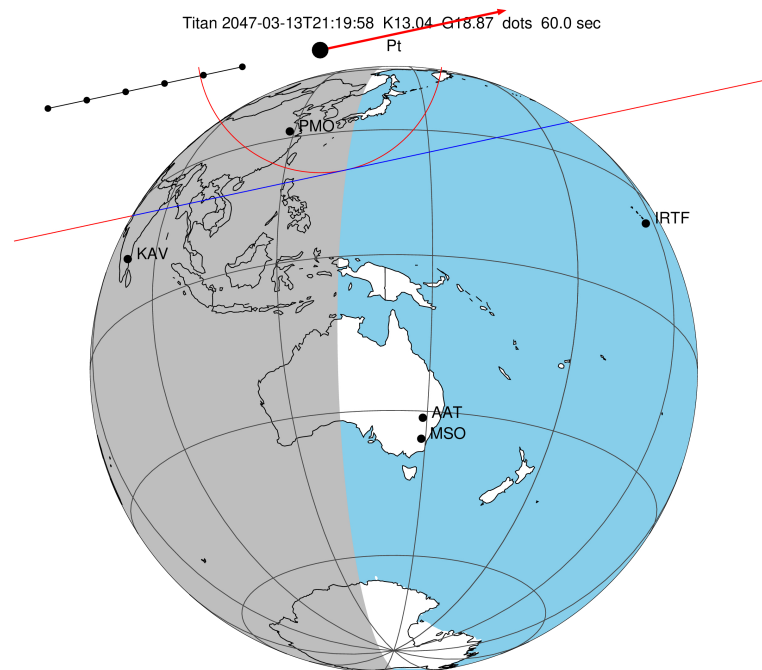 Titan 2047-03-13T21:19:58 K13.04 G18.87 dots 60.0 sec
Pt
PMO
IRTF
KAV
AAT
MSO